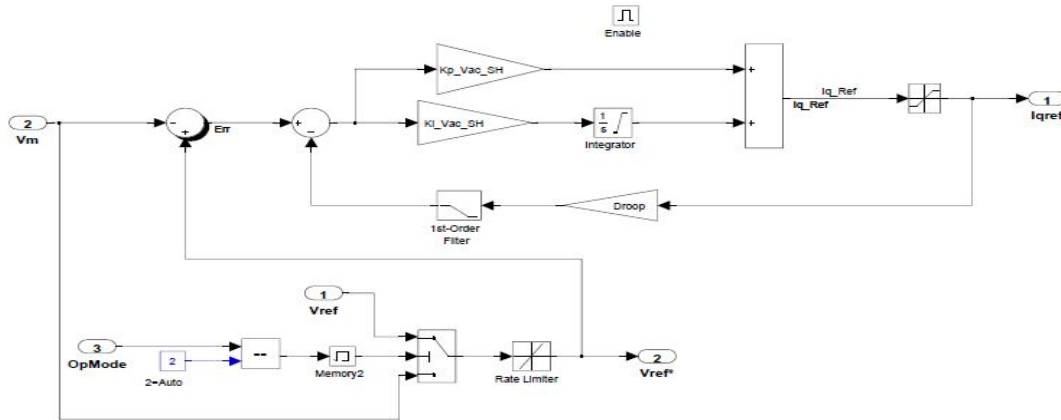 Enable
Kp_Vac_SH
+
Iq_Ref
Iq_Ref
1
Iqref
2
Vm
-
+
Err
+
-
KI_Vac_SH
1
s
Integrator
+
Droop
1st-Order
Filter
1
Vref
3
OpMode
2
2=Auto
--
Memory2
Rate Limiter
2
Vref*